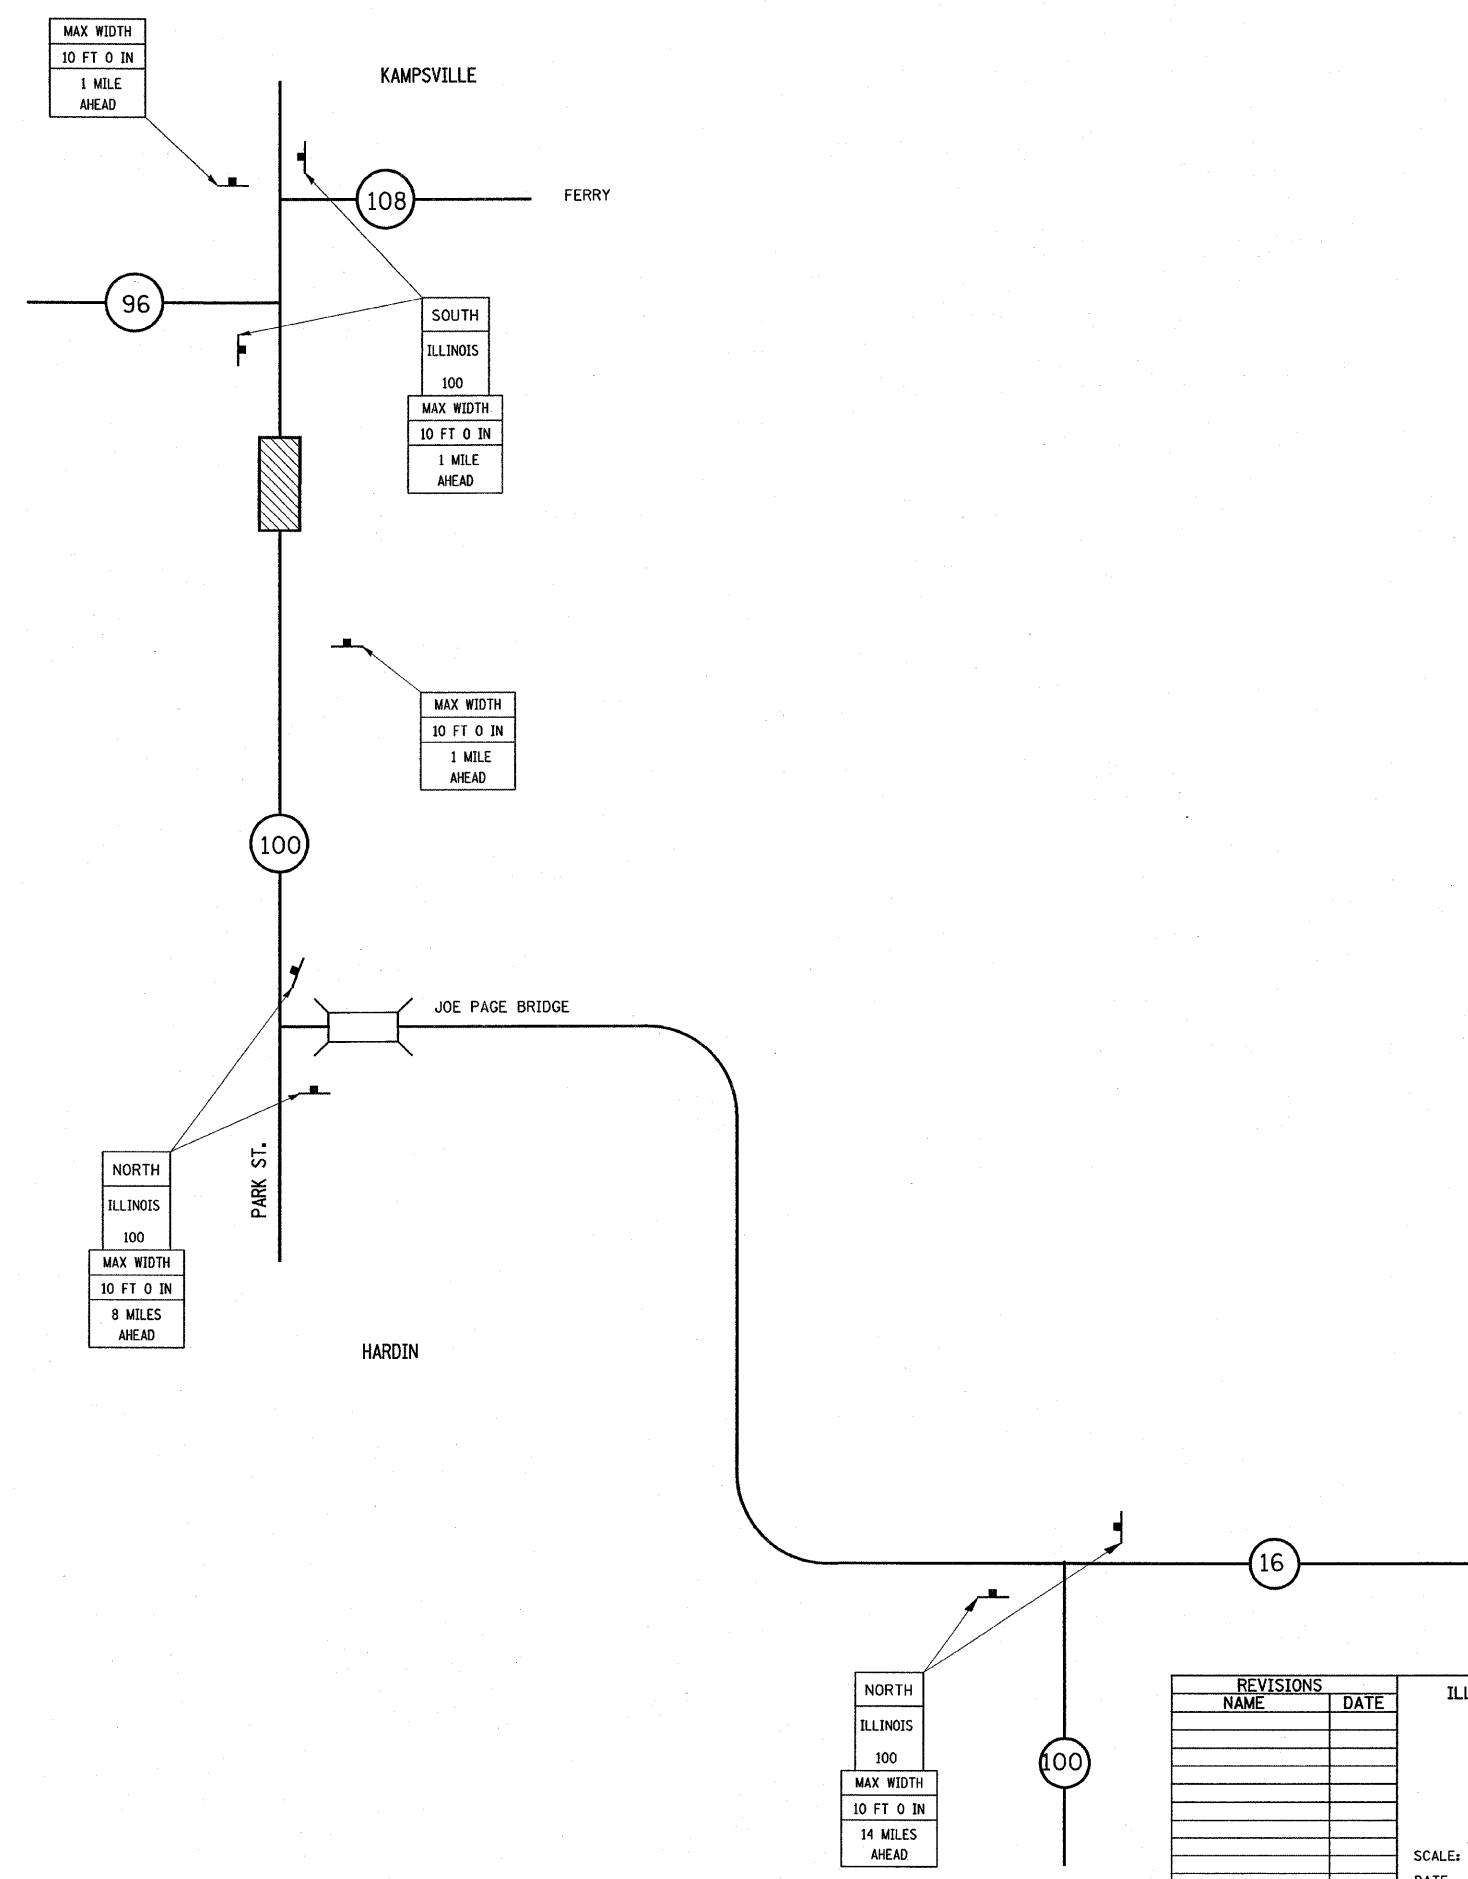 MAX WIDTH
10 FT 0 IN
1 MILE
AHEAD
KAMPSVILLE
108
FERRY
96
SOUTH
ILLINOIS
100
MAX WIDTH
10 FT 0 IN
1 MILE
AHEAD
MAX WIDTH
10 FT 0 IN
1 MILE
AHEAD
100
JOE PAGE BRIDGE
PARK ST.
NORTH
ILLINOIS
100
MAX WIDTH
10 FT 0 IN
8 MILES
AHEAD
HARDIN
16
NORTH
ILLINOIS
100
MAX WIDTH
10 FT 0 IN
14 MILES
AHEAD
100
REVISIONS
NAME DATE
SCALE: